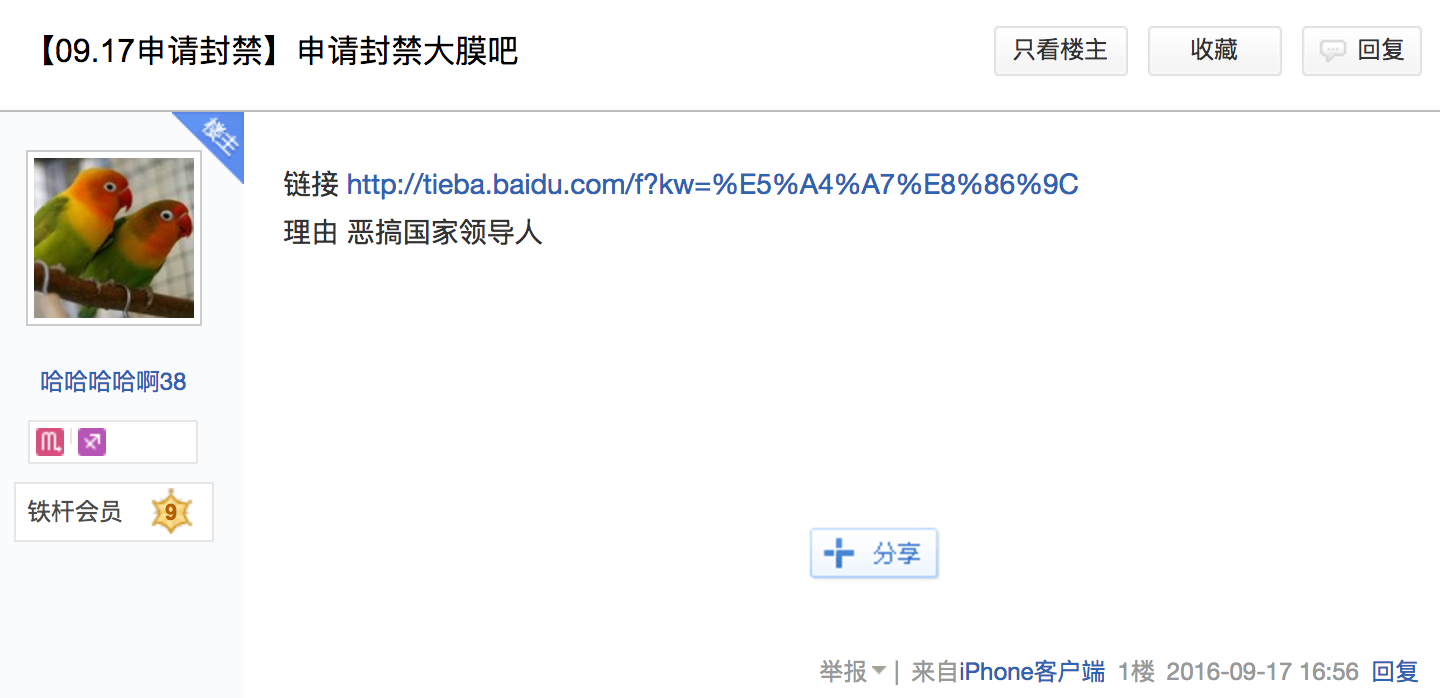 【09.17申请封禁】申请封禁大膜吧
只看楼主
收藏
回复
楼主
链接 http://tieba.baidu.com/f?kw=%E5%A4%A7%E8%86%9C
理由 恶搞国家领导人
哈哈哈哈啊38
铁杆会员 9
分享
举报 | 来自iPhone客户端 1楼 2016-09-17 16:56 回复